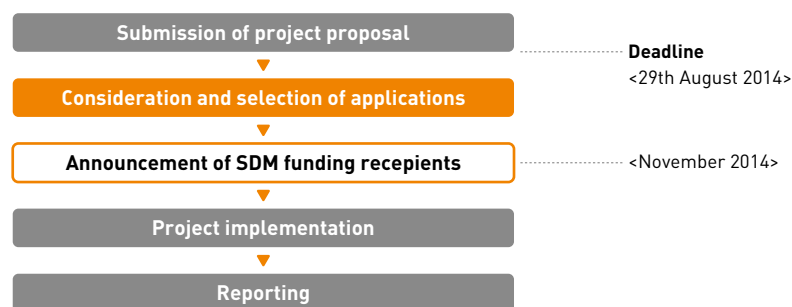 Submission of project proposal
Deadline
<29th August 2014>
Consideration and selection of applications
Announcement of SDM funding recepients
<November 2014>
Project implementation
Reporting